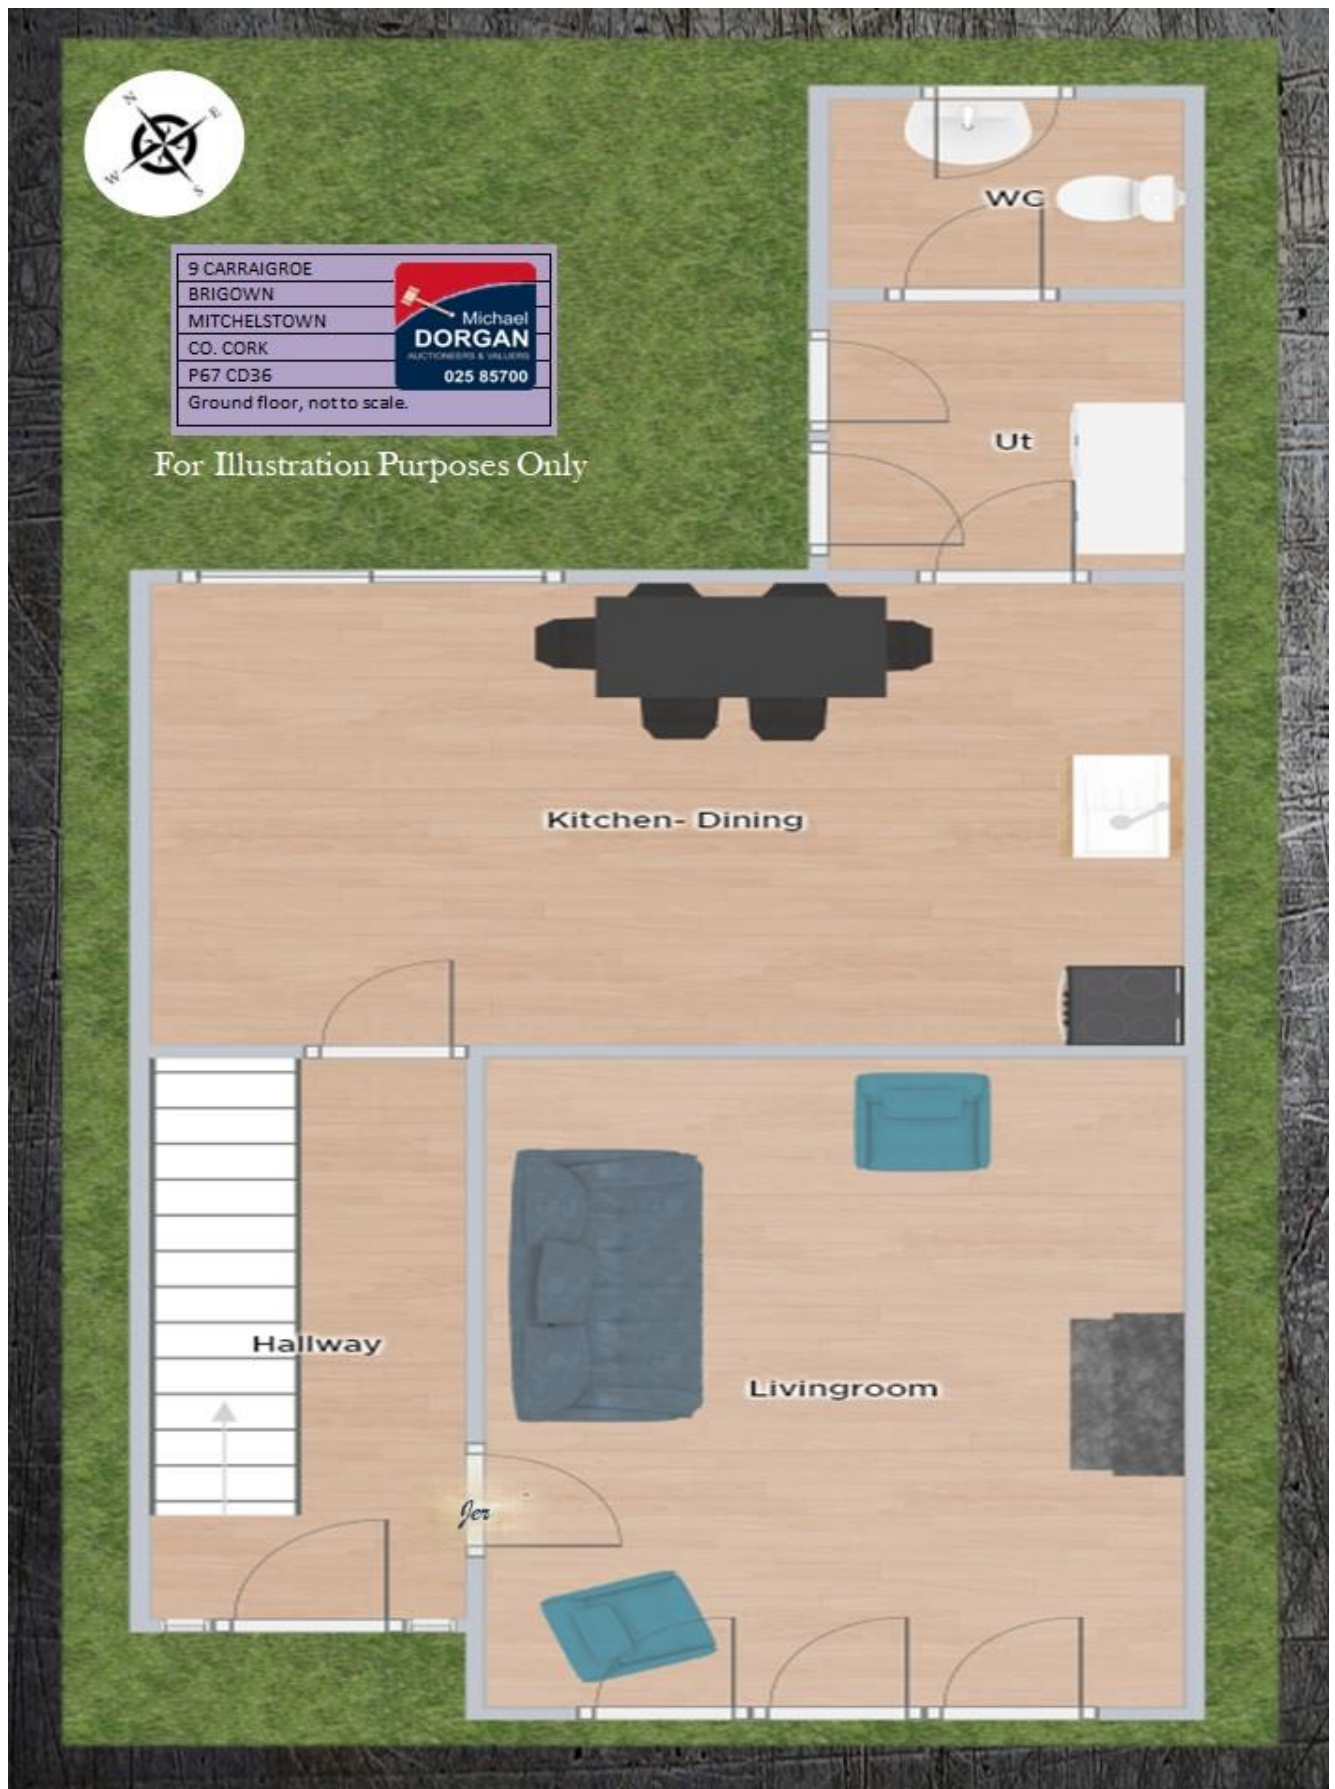 N
E
W
S
9 CARRAIGROE
BRIGOWN
MITCHELSTOWN
CO. CORK
P67 CD36
Ground floor, not to scale.
Michael
DORGAN
AUCTIONEERS & VALUERS
025 85700
For Illustration Purposes Only
WC
Ut
Kitchen- Dining
Hallway
Livingroom
Jer